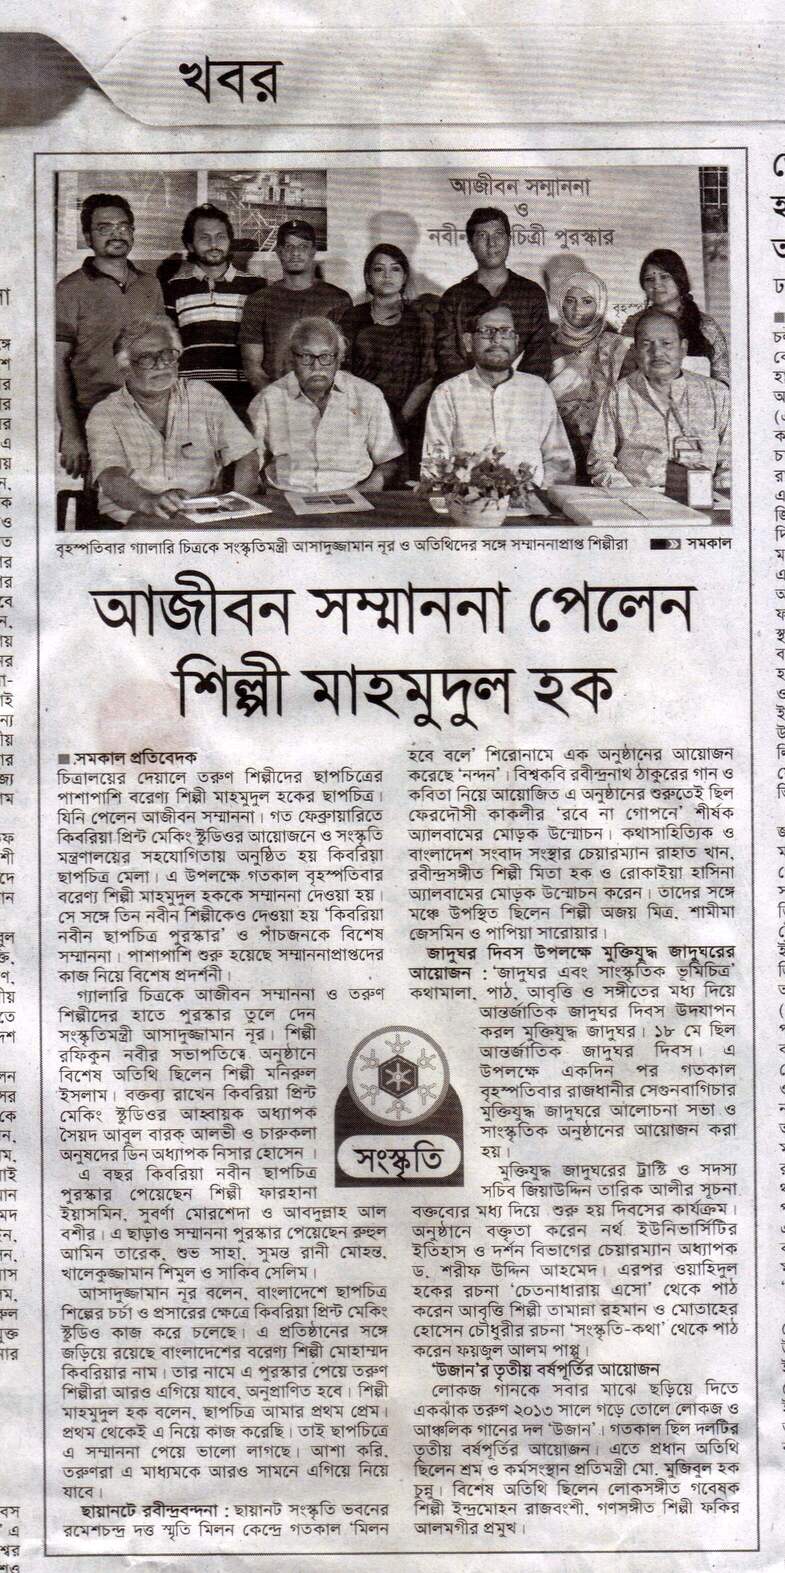 খবর
আজীবন সম্মাননা
ও
নবীন চিত্রী পুরস্কার
বৃহস্পতিবার গ্যালারি চিত্রকে সংস্কৃতিমন্ত্রী আসাদুজ্জামান নূর ও অতিথিদের সঙ্গে সম্মাননাপ্রাপ্ত শিল্পীরা সমকাল
আজীবন সম্মাননা পেলেন
শিল্পী মাহমুদুল হক
সমকাল প্রতিবেদক
চিত্রালয়ের দেয়ালে তরুণ শিল্পীদের ছাপচিত্রের
পাশাপাশি বরেণ্য শিল্পী মাহমুদুল হকের ছাপচিত্র।
যিনি পেলেন আজীবন সম্মাননা। গত ফেব্রুয়ারিতে
কিবরিয়া প্রিন্ট মেকিং স্টুডিওর আয়োজনে ও সংস্কৃতি
মন্ত্রণালয়ের সহযোগিতায় অনুষ্ঠিত হয় কিবরিয়া
ছাপচিত্র মেলা। এ উপলক্ষে গতকাল বৃহস্পতিবার
বরেণ্য শিল্পী মাহমুদুল হককে সম্মাননা দেওয়া হয়।
সে সঙ্গে তিন নবীন শিল্পীকেও দেওয়া হয় 'কিবরিয়া
নবীন ছাপচিত্র পুরস্কার' ও পাঁচজনকে বিশেষ
সম্মাননা। পাশাপাশি শুরু হয়েছে সম্মাননাপ্রাপ্তদের
কাজ নিয়ে বিশেষ প্রদর্শনী।
গ্যালারি চিত্রকে আজীবন সম্মাননা ও তরুণ
শিল্পীদের হাতে পুরস্কার তুলে দেন
সংস্কৃতিমন্ত্রী আসাদুজ্জামান নূর। শিল্পী
রফিকুন নবীর সভাপতিত্বে অনুষ্ঠানে
বিশেষ অতিথি ছিলেন শিল্পী মনিরুল
ইসলাম। বক্তব্য রাখেন কিবরিয়া প্রিন্ট
মেকিং স্টুডিওর আহ্বায়ক অধ্যাপক
সৈয়দ আবুল বারক আলভী ও চারুকলা
অনুষদের ডিন অধ্যাপক নিসার হোসেন।
এ বছর কিবরিয়া নবীন ছাপচিত্র
পুরস্কার পেয়েছেন শিল্পী ফারহানা
ইয়াসমিন, সুবর্ণা মোরশেদা ও আবদুল্লাহ আল
বশীর। এ ছাড়াও সম্মাননা পুরস্কার পেয়েছেন রুহুল
আমিন তারেক, শুভ সাহা, সুমন্ত রানী মোহন্ত,
খালেকুজ্জামান শিমুল ও সাকিব সেলিম।
আসাদুজ্জামান নূর বলেন, বাংলাদেশে ছাপচিত্র
শিল্পের চর্চা ও প্রসারের ক্ষেত্রে কিবরিয়া প্রিন্ট মেকিং
স্টুডিও কাজ করে চলেছে। এ প্রতিষ্ঠানের সঙ্গে
জড়িয়ে রয়েছে বাংলাদেশের বরেণ্য শিল্পী মোহাম্মদ
কিবরিয়ার নাম। তার নামে এ পুরস্কার পেয়ে তরুণ
শিল্পীরা আরও এগিয়ে যাবে, অনুপ্রাণিত হবে। শিল্পী
মাহমুদুল হক বলেন, ছাপচিত্র আমার প্রথম প্রেম।
প্রথম থেকেই এ নিয়ে কাজ করেছি। তাই ছাপচিত্রে
এ সম্মাননা পেয়ে ভালো লাগছে। আশা করি,
তরুণরা এ মাধ্যমকে আরও সামনে এগিয়ে নিয়ে
যাবে।
ছায়ানটে রবীন্দ্রবন্দনা : ছায়ানট সংস্কৃতি ভবনের
রমেশচন্দ্র দত্ত স্মৃতি মিলন কেন্দ্রে গতকাল 'মিলন
হবে বলে' শিরোনামে এক অনুষ্ঠানের আয়োজন
করেছে 'নন্দন'। বিশ্বকবি রবীন্দ্রনাথ ঠাকুরের গান ও
কবিতা নিয়ে আয়োজিত এ অনুষ্ঠানের শুরুতেই ছিল
ফেরদৌসী কাকলীর 'রবে না গোপনে' শীর্ষক
অ্যালবামের মোড়ক উন্মোচন। কথাসাহিত্যিক ও
বাংলাদেশ সংবাদ সংস্থার চেয়ারম্যান রাহাত খান,
রবীন্দ্রসঙ্গীত শিল্পী মিতা হক ও রোকাইয়া হাসিনা
অ্যালবামের মোড়ক উন্মোচন করেন। তাদের সঙ্গে
মঞ্চে উপস্থিত ছিলেন শিল্পী অজয় মিত্র, শামীমা
জেসমিন ও পাপিয়া সারোয়ার।
জাদুঘর দিবস উপলক্ষে মুক্তিযুদ্ধ জাদুঘরের
আয়োজন : 'জাদুঘর এবং সাংস্কৃতিক ভূমিচিত্র'
কথামালা, পাঠ, আবৃত্তি ও সঙ্গীতের মধ্য দিয়ে
আন্তর্জাতিক জাদুঘর দিবস উদযাপন
করল মুক্তিযুদ্ধ জাদুঘর। ১৮ মে ছিল
আন্তর্জাতিক জাদুঘর দিবস। এ
উপলক্ষে একদিন পর গতকাল
বৃহস্পতিবার রাজধানীর সেগুনবাগিচার
মুক্তিযুদ্ধ জাদুঘরে আলোচনা সভা ও
সাংস্কৃতিক অনুষ্ঠানের আয়োজন করা
হয়।
মুক্তিযুদ্ধ জাদুঘরের ট্রাস্টি ও সদস্য
সচিব জিয়াউদ্দিন তারিক আলীর সূচনা
বক্তব্যের মধ্য দিয়ে শুরু হয় দিবসের কার্যক্রম।
অনুষ্ঠানে বক্তৃতা করেন নর্থ ইউনিভার্সিটির
ইতিহাস ও দর্শন বিভাগের চেয়ারম্যান অধ্যাপক
ড. শরীফ উদ্দিন আহমেদ। এরপর ওয়াহিদুল
হকের রচনা 'চেতনাধারায় এসো' থেকে পাঠ
করেন আবৃত্তি শিল্পী তামান্না রহমান ও মোতাহের
হোসেন চৌধুরীর রচনা 'সংস্কৃতি-কথা' থেকে পাঠ
করেন ফয়জুল আলম পাপ্পু।
'উজান'র তৃতীয় বর্ষপূর্তির আয়োজন
লোকজ গানকে সবার মাঝে ছড়িয়ে দিতে
একঝাঁক তরুণ ২০১৩ সালে গড়ে তোলে লোকজ ও
আঞ্চলিক গানের দল 'উজান'। গতকাল ছিল দলটির
তৃতীয় বর্ষপূর্তির আয়োজন। এতে প্রধান অতিথি
ছিলেন শ্রম ও কর্মসংস্থান প্রতিমন্ত্রী মো. মুজিবুল হক
চুন্নু। বিশেষ অতিথি ছিলেন লোকসঙ্গীত গবেষক
শিল্পী ইন্দ্রমোহন রাজবংশী, গণসঙ্গীত শিল্পী ফকির
আলমগীর প্রমুখ।
সংস্কৃতি